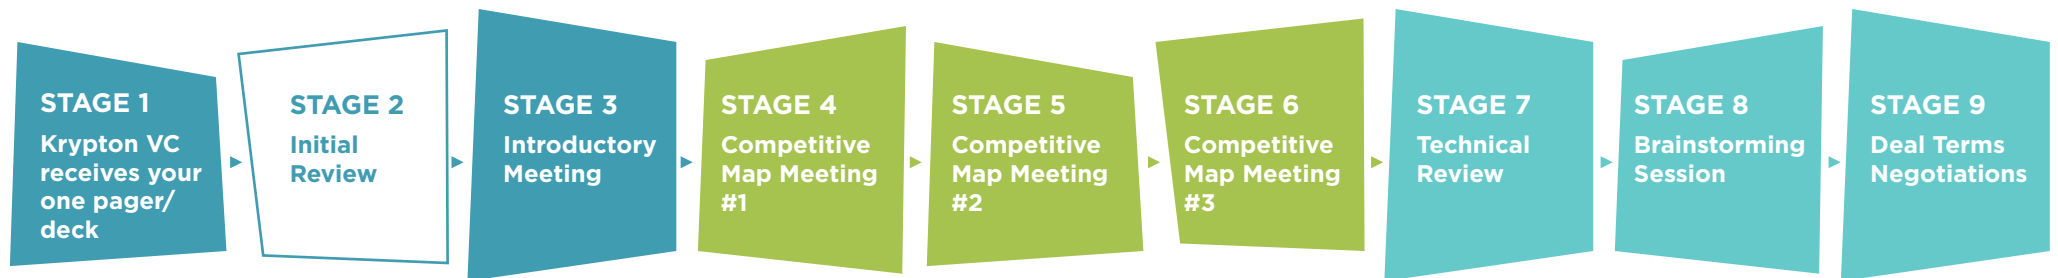 STAGE 1
Krypton VC
receives your
one pager/
deck
STAGE 2
Initial
Review
STAGE 3
Introductory
Meeting
STAGE 4
Competitive
Map Meeting
#1
STAGE 5
Competitive
Map Meeting
#2
STAGE 6
Competitive
Map Meeting
#3
STAGE 7
Technical
Review
STAGE 8
Brainstorming
Session
STAGE 9
Deal Terms
Negotiations